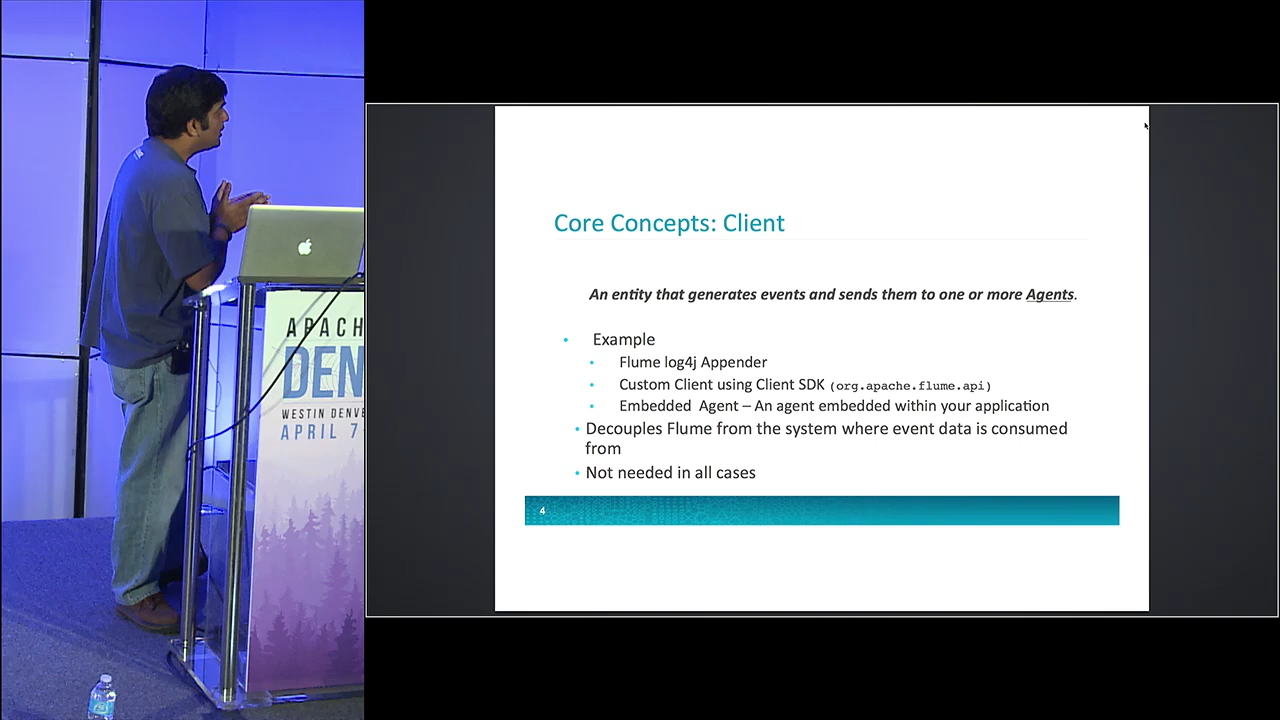 APACH
DEN
WESTIN DENVE
APRIL 7
Core Concepts: Client
An entity that generates events and sends them to one or more Agents.
• Example
• Flume log4j Appender
• Custom Client using Client SDK (org.apache.flume.api)
• Embedded Agent – An agent embedded within your application
• Decouples Flume from the system where event data is consumed
from
• Not needed in all cases
4